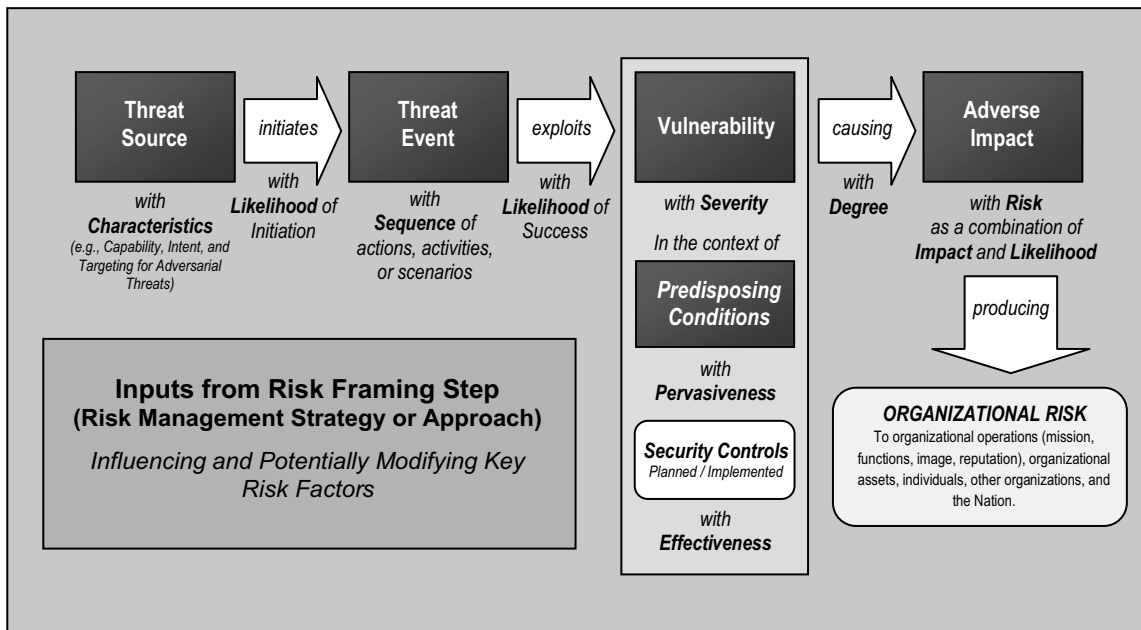 Threat
Source
with
Characteristics
(e.g., Capability, Intent, and
Targeting for Adversarial
Threats)
initiates
with
Likelihood of
Initiation
Threat
Event
with
Sequence of
actions, activities,
or scenarios
exploits
with
Likelihood of
Success
Vulnerability
with Severity
In the context of
Predisposing
Conditions
with
Pervasiveness
Security Controls
Planned / Implemented
with
Effectiveness
causing
with
Degree
Adverse
Impact
with Risk
as a combination of
Impact and Likelihood
producing
ORGANIZATIONAL RISK
To organizational operations (mission,
functions, image, reputation), organizational
assets, individuals, other organizations, and
the Nation.
Inputs from Risk Framing Step
(Risk Management Strategy or Approach)
Influencing and Potentially Modifying Key
Risk Factors